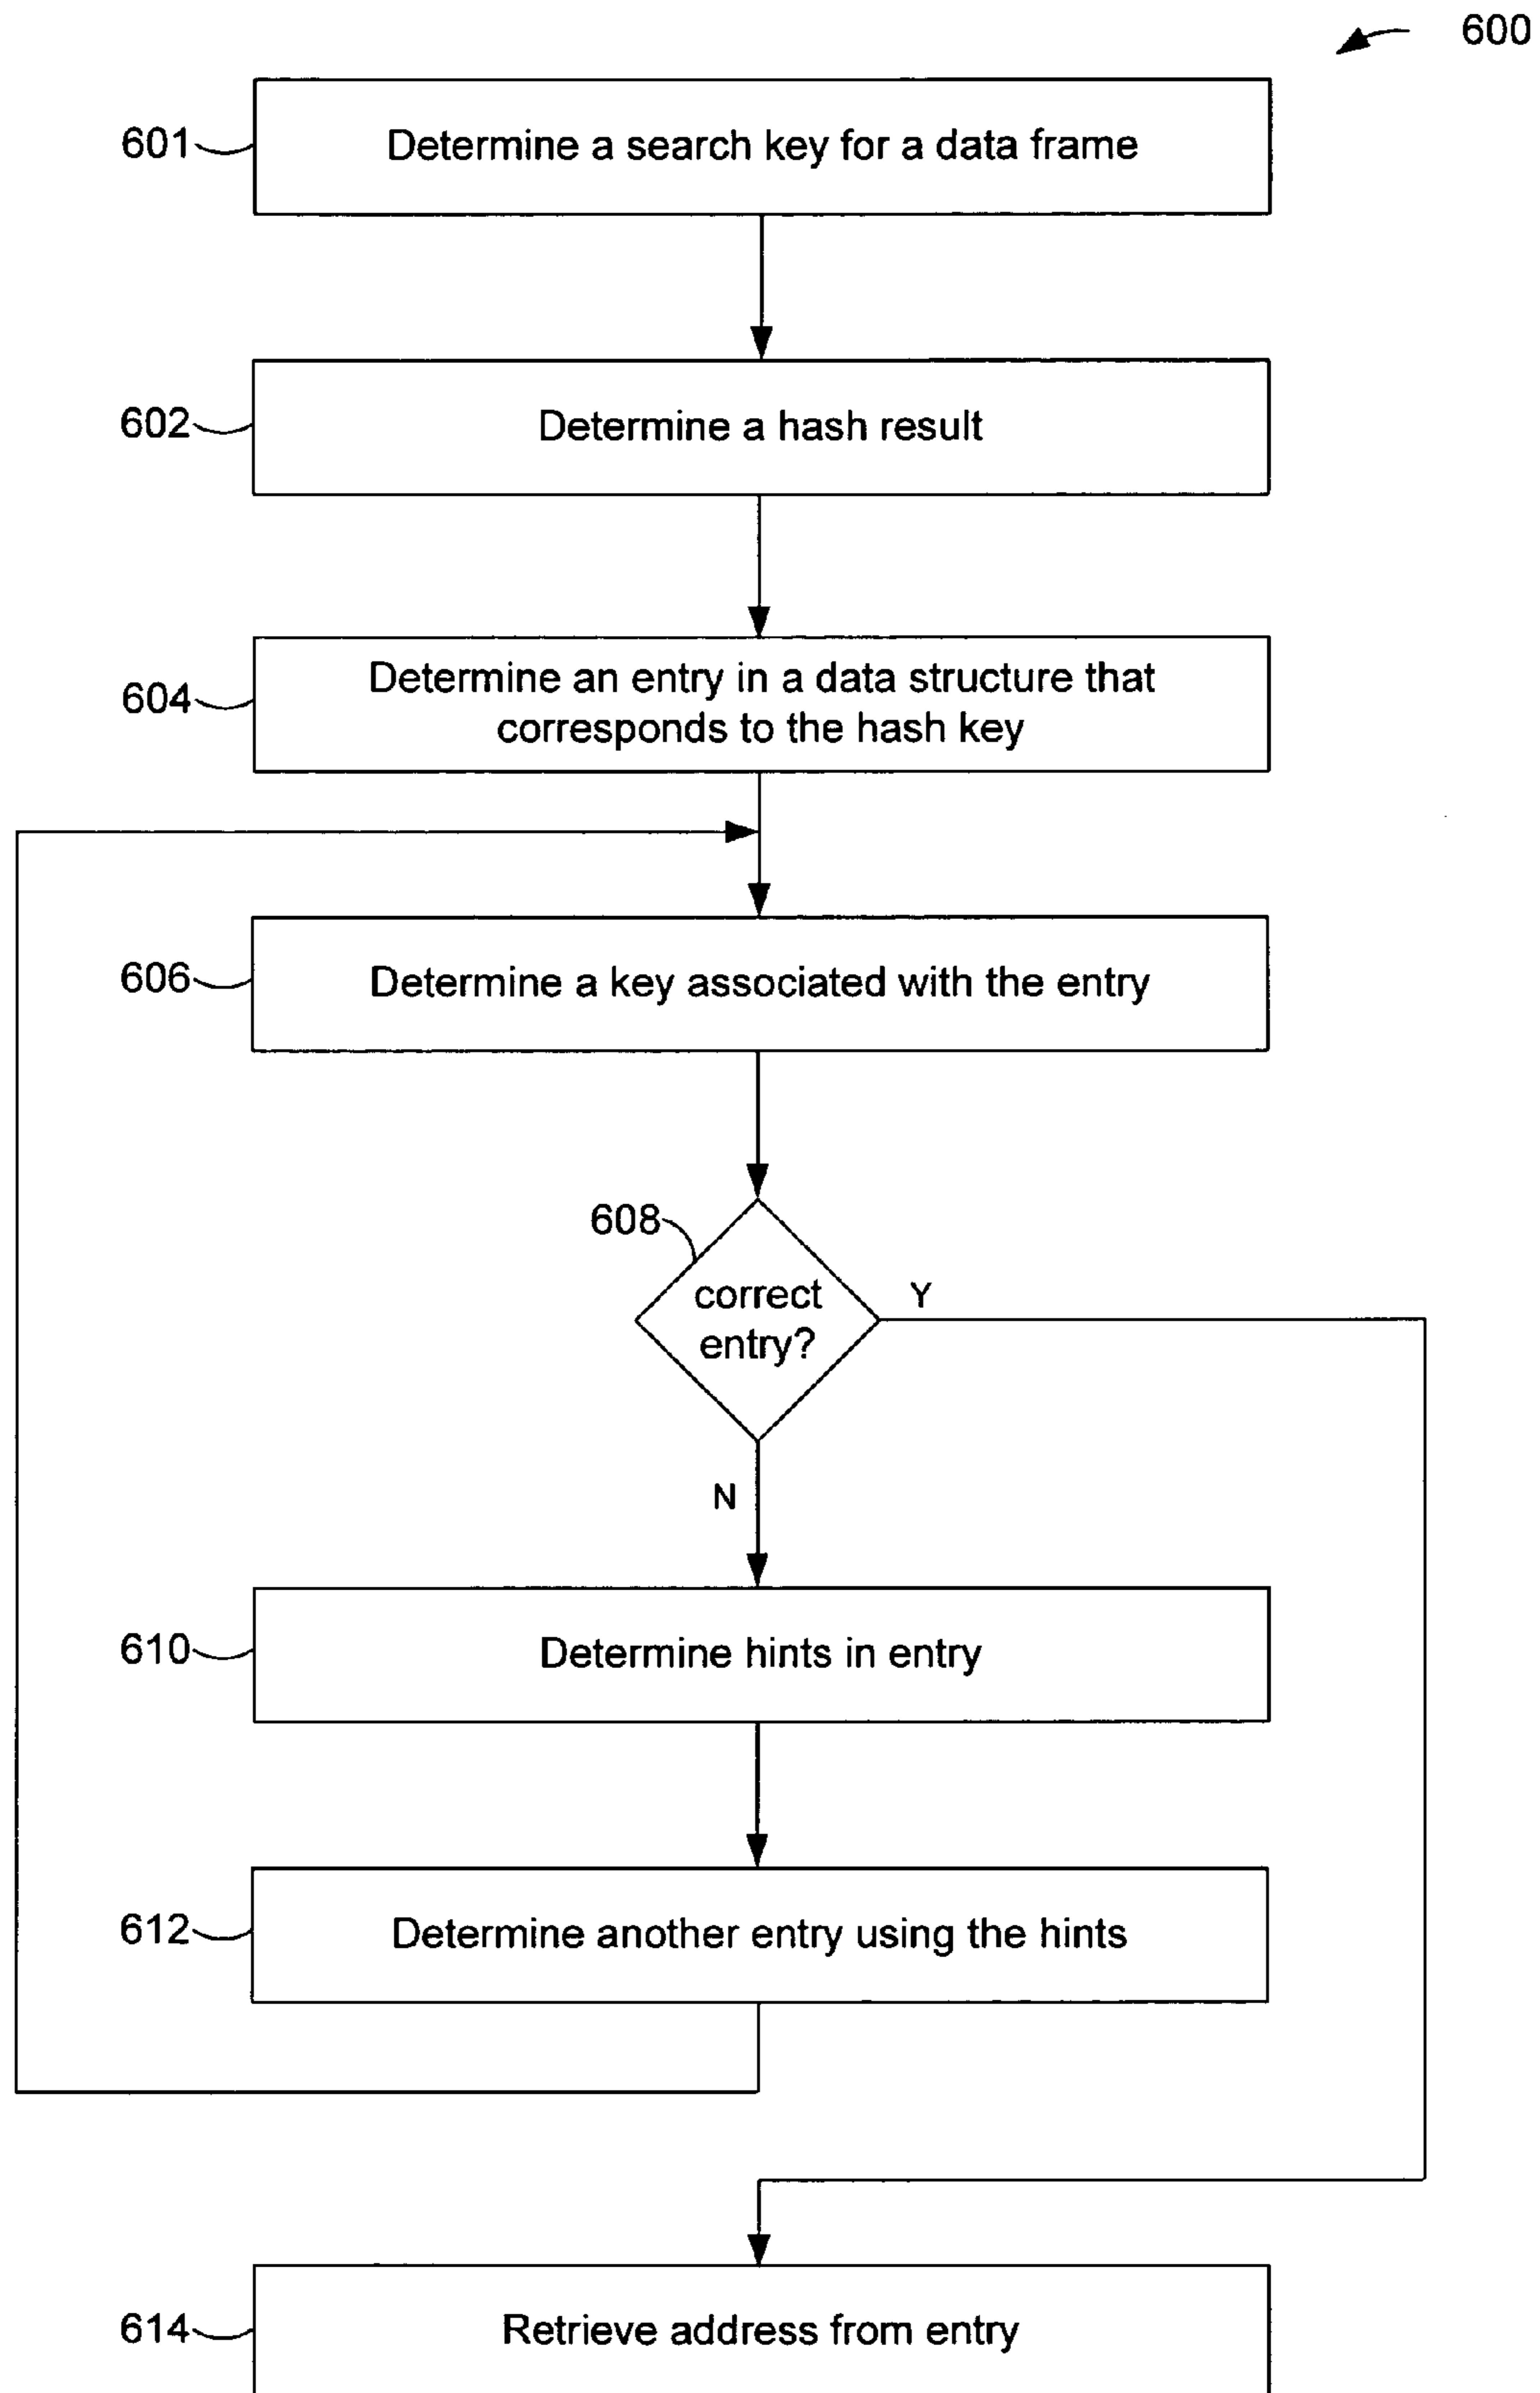 600
601
Determine a search key for a data frame
602
Determine a hash result
604
Determine an entry in a data structure that
corresponds to the hash key
606
Determine a key associated with the entry
608
correct
entry?
Y
N
610
Determine hints in entry
612
Determine another entry using the hints
614
Retrieve address from entry